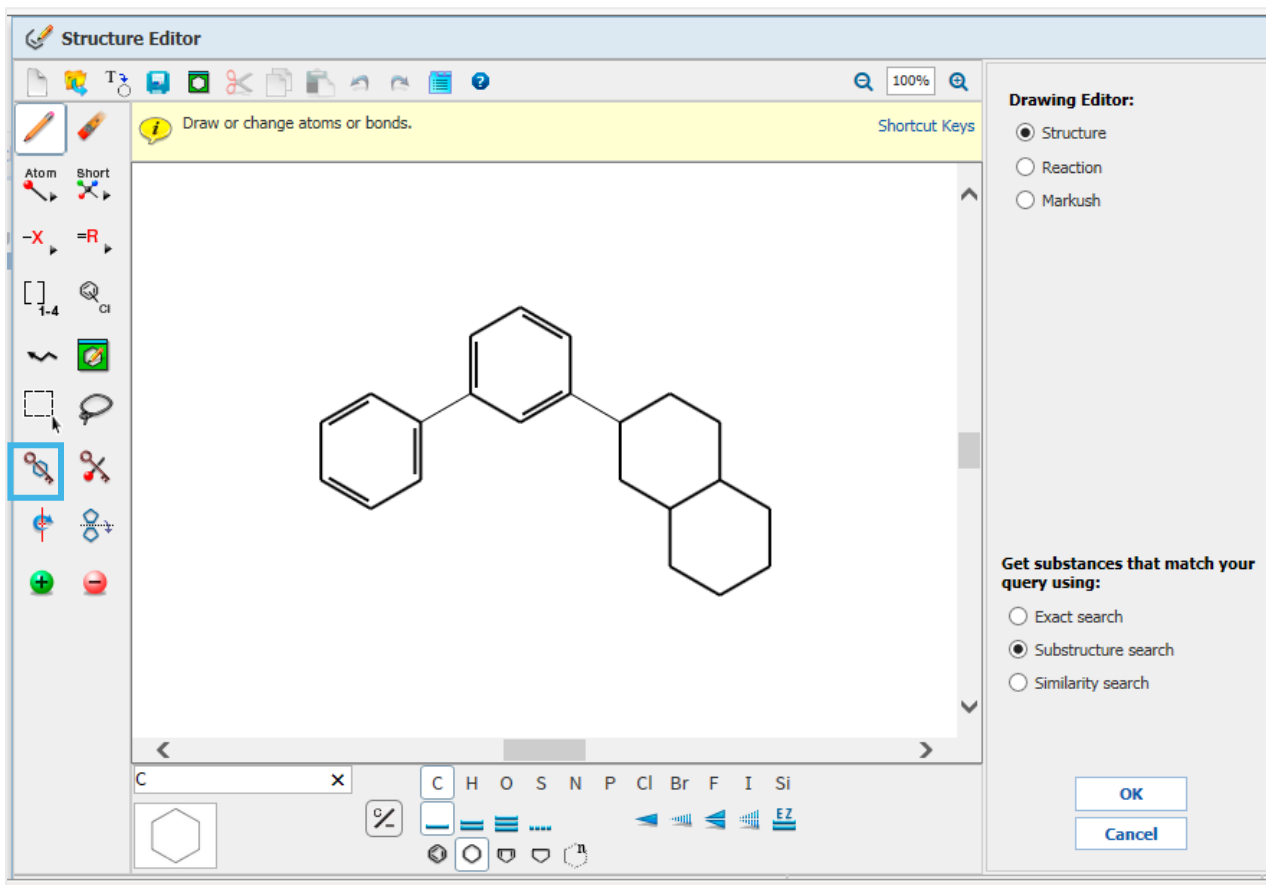 Structure Editor
T
100%
Draw or change atoms or bonds.
Shortcut Keys
Drawing Editor:
Structure
Reaction
Markush
Atom
Short
-X
=R
[ ] 1-4
Cl
Get substances that match your
query using:
Exact search
Substructure search
Similarity search
C
×
C H O S N P Cl Br F I Si
C
EZ
n
OK
Cancel